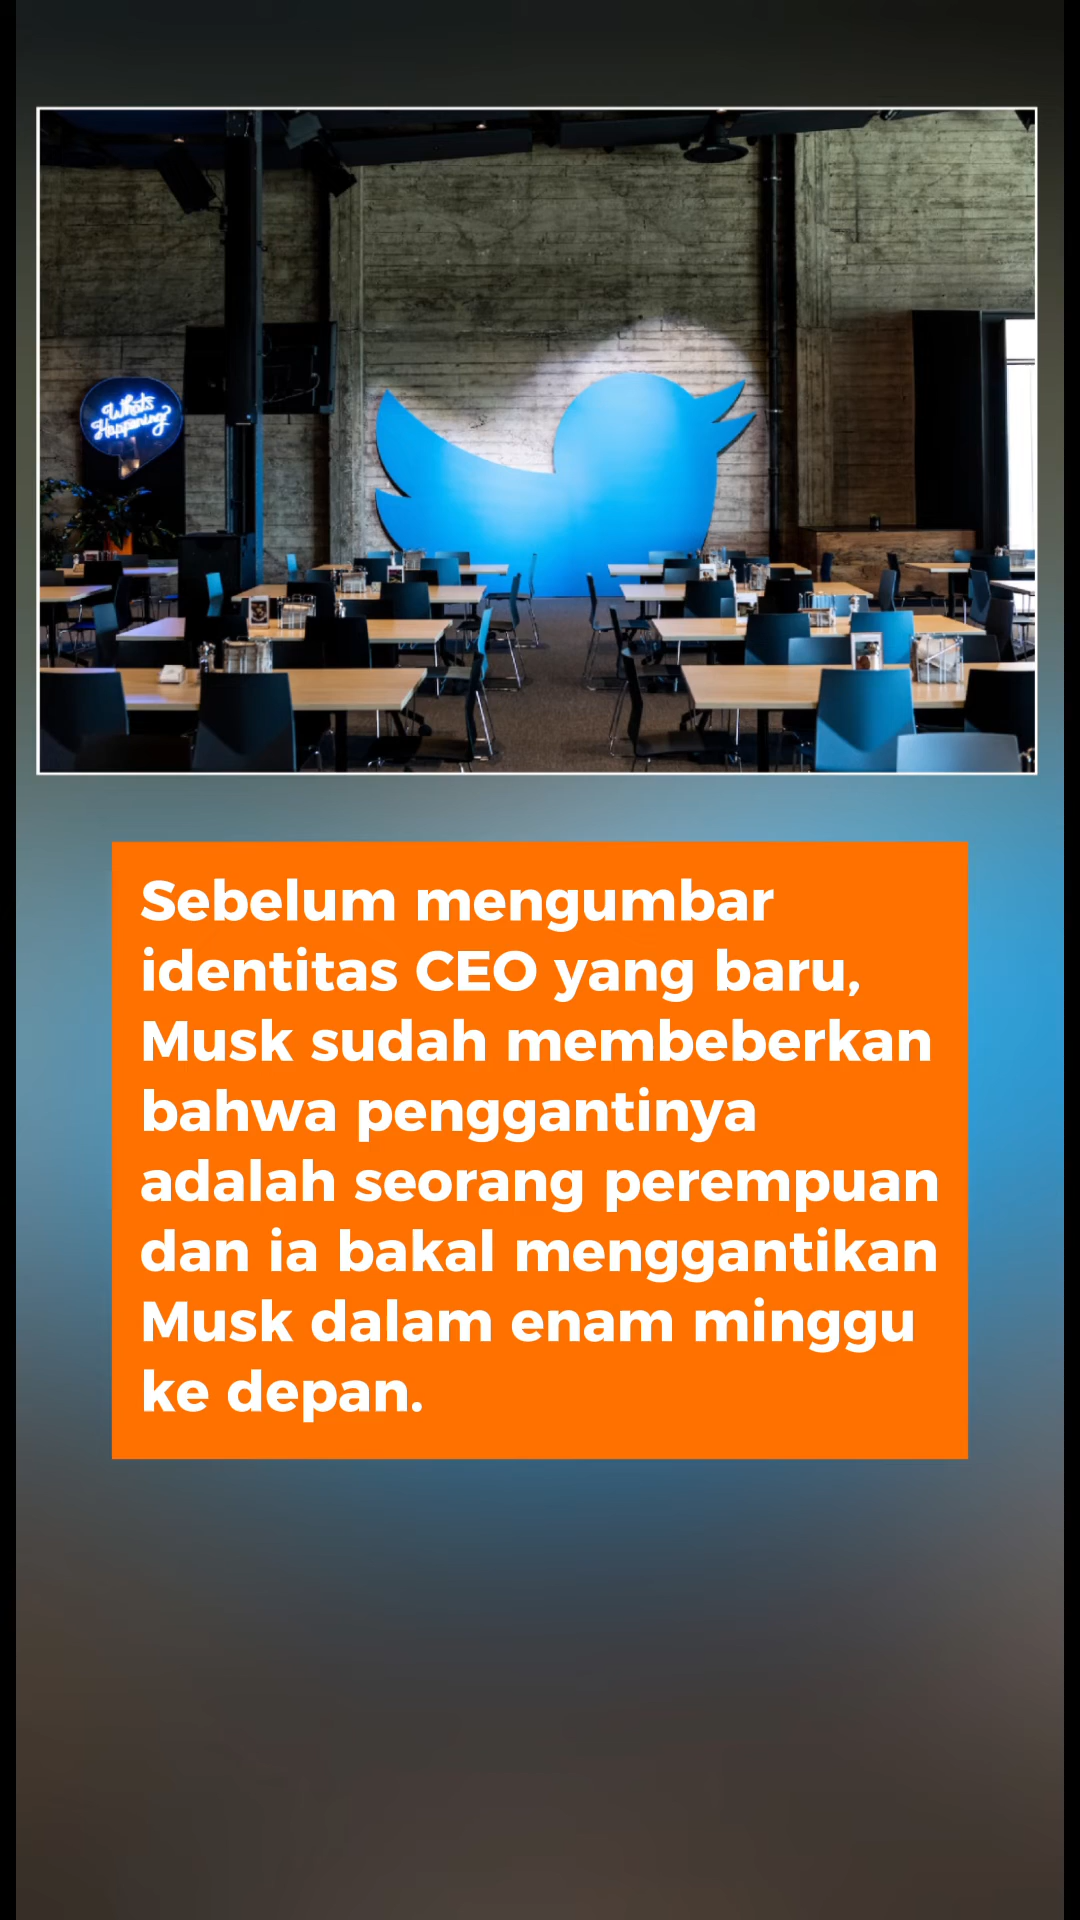 What's
Happening?
Sebelum mengumbar
identitas CEO yang baru,
Musk sudah membeberkan
bahwa penggantinya
adalah seorang perempuan
dan ia bakal menggantikan
Musk dalam enam minggu
ke depan.